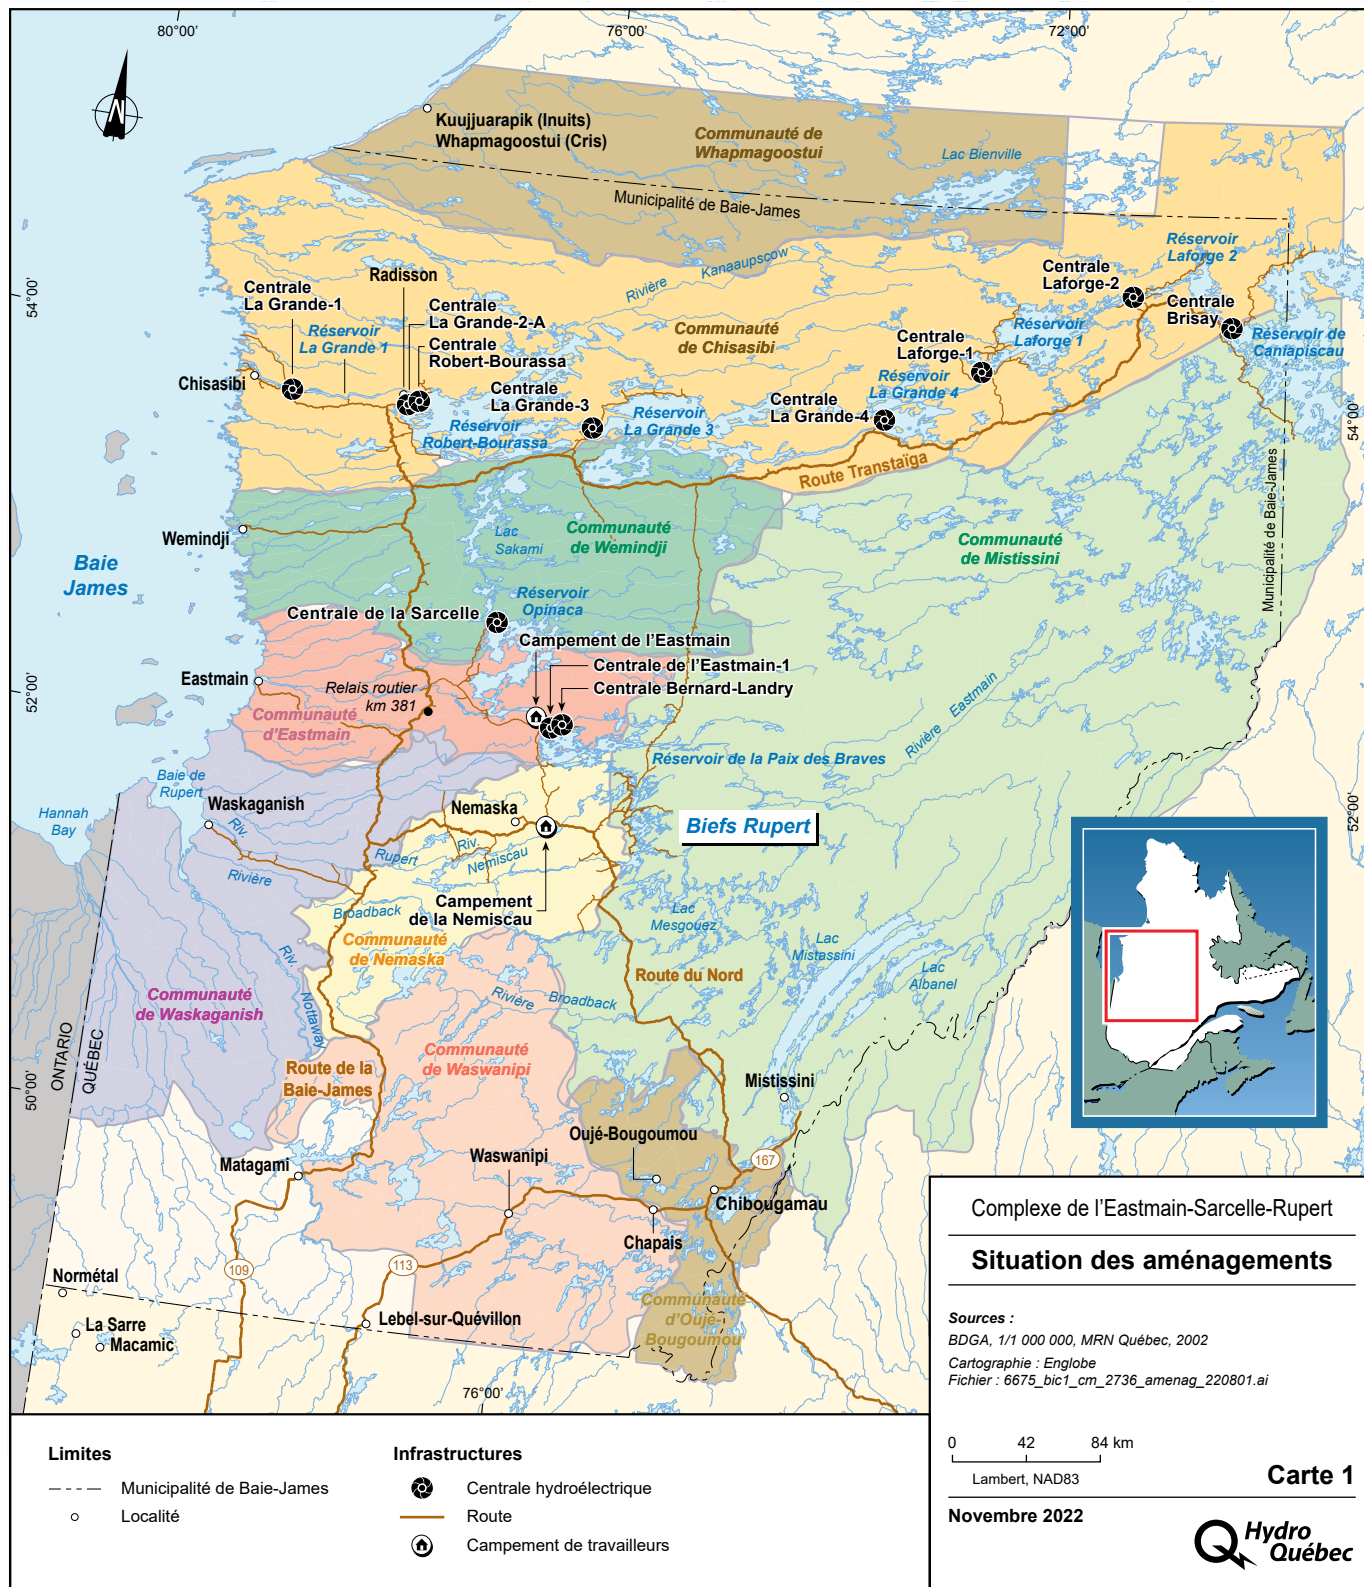 80°00'
76°00'
72°00'
N
Kuujjuarapik (Inuits)
Whapmagoostui (Cris)
Communauté de
Whapmagoostui
Lac Bienville
Municipalité de Baie-James
Rivière Kanaaupscow
Réservoir
Laforge 2
54°00'
Radisson
Centrale
La Grande-1
Centrale
La Grande-2-A
Centrale
Robert-Bourassa
Réservoir
La Grande 1
Communauté
de Chisasibi
Centrale
Laforge-2
Centrale
Brisay
Centrale
Laforge-1
Réservoir
Laforge 1
Réservoir de
Caniapiscau
Chisasibi
Centrale
La Grande-3
Réservoir
La Grande 4
Centrale
La Grande-4
Réservoir
Robert-Bourassa
Réservoir
La Grande 3
54°00'
Route Transtaïga
Municipalité de Baie-James
Wemindji
Lac
Sakami
Communauté
de Wemindji
Communauté
de Mistissini
Baie
James
Réservoir
Opinaca
Centrale de la Sarcelle
Campement de l'Eastmain
Centrale de l'Eastmain-1
Centrale Bernard-Landry
52°00'
Eastmain
Relais routier
km 381
Communauté
d'Eastmain
Rivière Eastmain
Réservoir de la Paix des Braves
Baie de
Rupert
Hannah
Bay
Waskaganish
Nemaska
Biefs Rupert
52°00'
Riv.
Rivière
Rupert
Riv.
Nemiscau
Campement
de la Nemiscau
Broadback
Communauté
de Nemaska
Lac
Mesgouez
Lac
Mistassini
Lac
Albanel
Route du Nord
Riv.
Nottaway
Communauté
de Waskaganish
Rivière Broadback
ONTARIO
QUÉBEC
50°00'
Route de la
Baie-James
Communauté
de Waswanipi
Mistissini
Oujé-Bougoumou
Matagami
Waswanipi
167
Chibougamau
Chapais
109
113
Normétal
La Sarre
Macamic
Lebel-sur-Quévillon
Communauté
d'Oujé-
Bougoumou
76°00'
Complexe de l'Eastmain-Sarcelle-Rupert
Situation des aménagements
Sources :
BDGA, 1/1 000 000, MRN Québec, 2002
Cartographie : Englobe
Fichier : 6675_bic1_cm_2736_amenag_220801.ai
0 42 84 km
Lambert, NAD83
Carte 1
Novembre 2022
Hydro
Québec
Limites
Municipalité de Baie-James
Localité
Infrastructures
Centrale hydroélectrique
Route
Campement de travailleurs